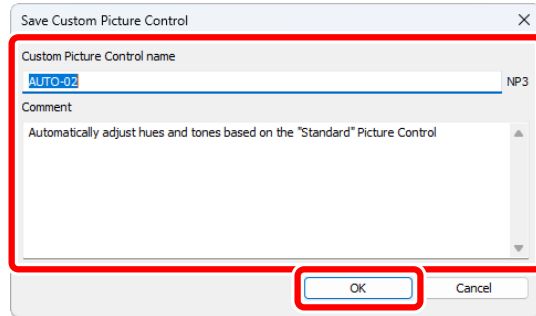 Save Custom Picture Control
Custom Picture Control name
AUTO-02 NP3
Comment
Automatically adjust hues and tones based on the "Standard" Picture Control
OK Cancel